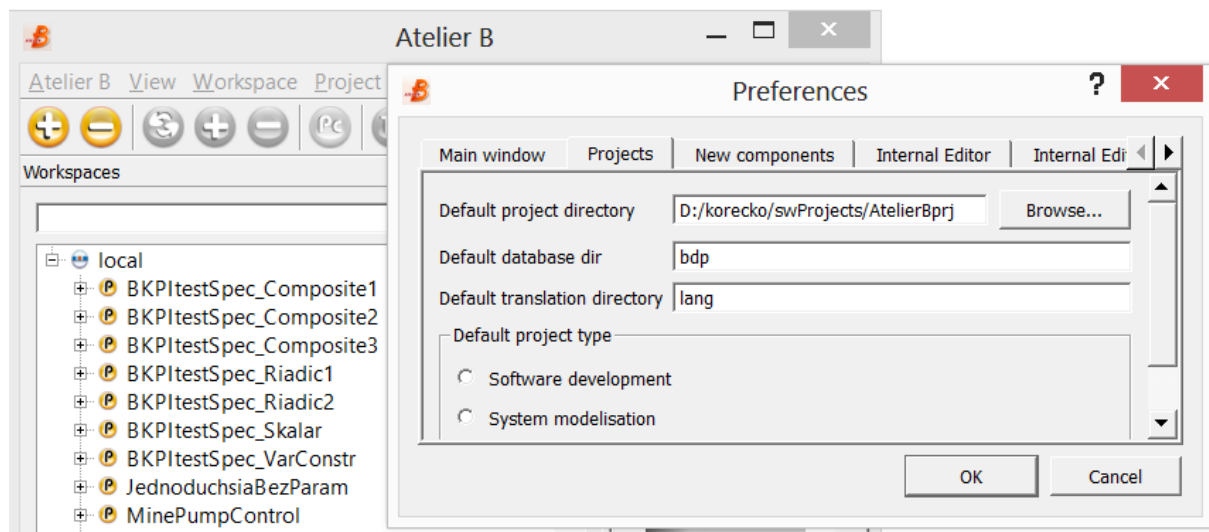 Atelier B
Atelier B View Workspace Project
Workspaces
local
BKPItestSpec_Composite1
BKPItestSpec_Composite2
BKPItestSpec_Composite3
BKPItestSpec_Riadic1
BKPItestSpec_Riadic2
BKPItestSpec_Skalar
BKPItestSpec_VarConstr
JednoduchsiaBezParam
MinePumpControl
Preferences
Main window Projects New components Internal Editor Internal Edi
Default project directory D:/korecko/swProjects/AtelierBprj Browse...
Default database dir bdp
Default translation directory lang
Default project type
Software development
System modelisation
OK Cancel